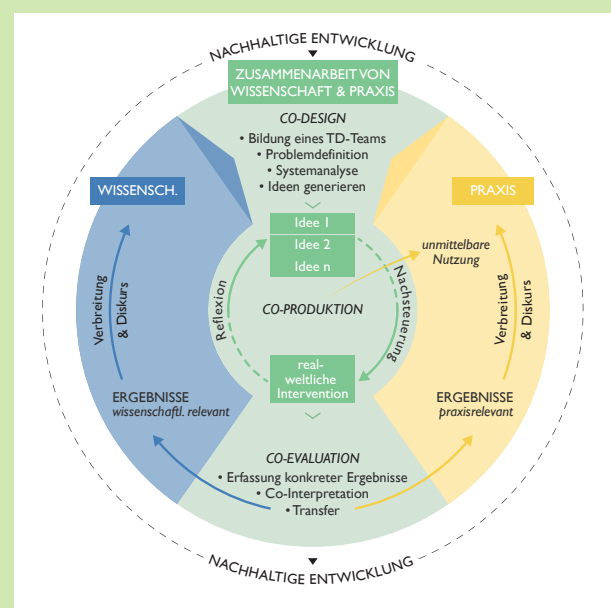 NACHHALTIGE ENTWICKLUNG
ZUSAMMENARBEIT VON
WISSENSCHAFT & PRAXIS
CO-DESIGN
• Bildung eines TD-Teams
• Problemdefinition
• Systemanalyse
• Ideen generieren
WISSENSCH.
PRAXIS
Idee 1
Idee 2
Idee n
unmittelbare
Nutzung
Verbreitung
& Diskurs
Reflexion
CO-PRODUKTION
Nachsteuerung
Verbreitung
& Diskurs
real-
weltliche
Intervention
ERGEBNISSE
wissenschaftl. relevant
ERGEBNISSE
praxisrelevant
CO-EVALUATION
• Erfassung konkreter Ergebnisse
• Co-Interpretation
• Transfer
NACHHALTIGE ENTWICKLUNG